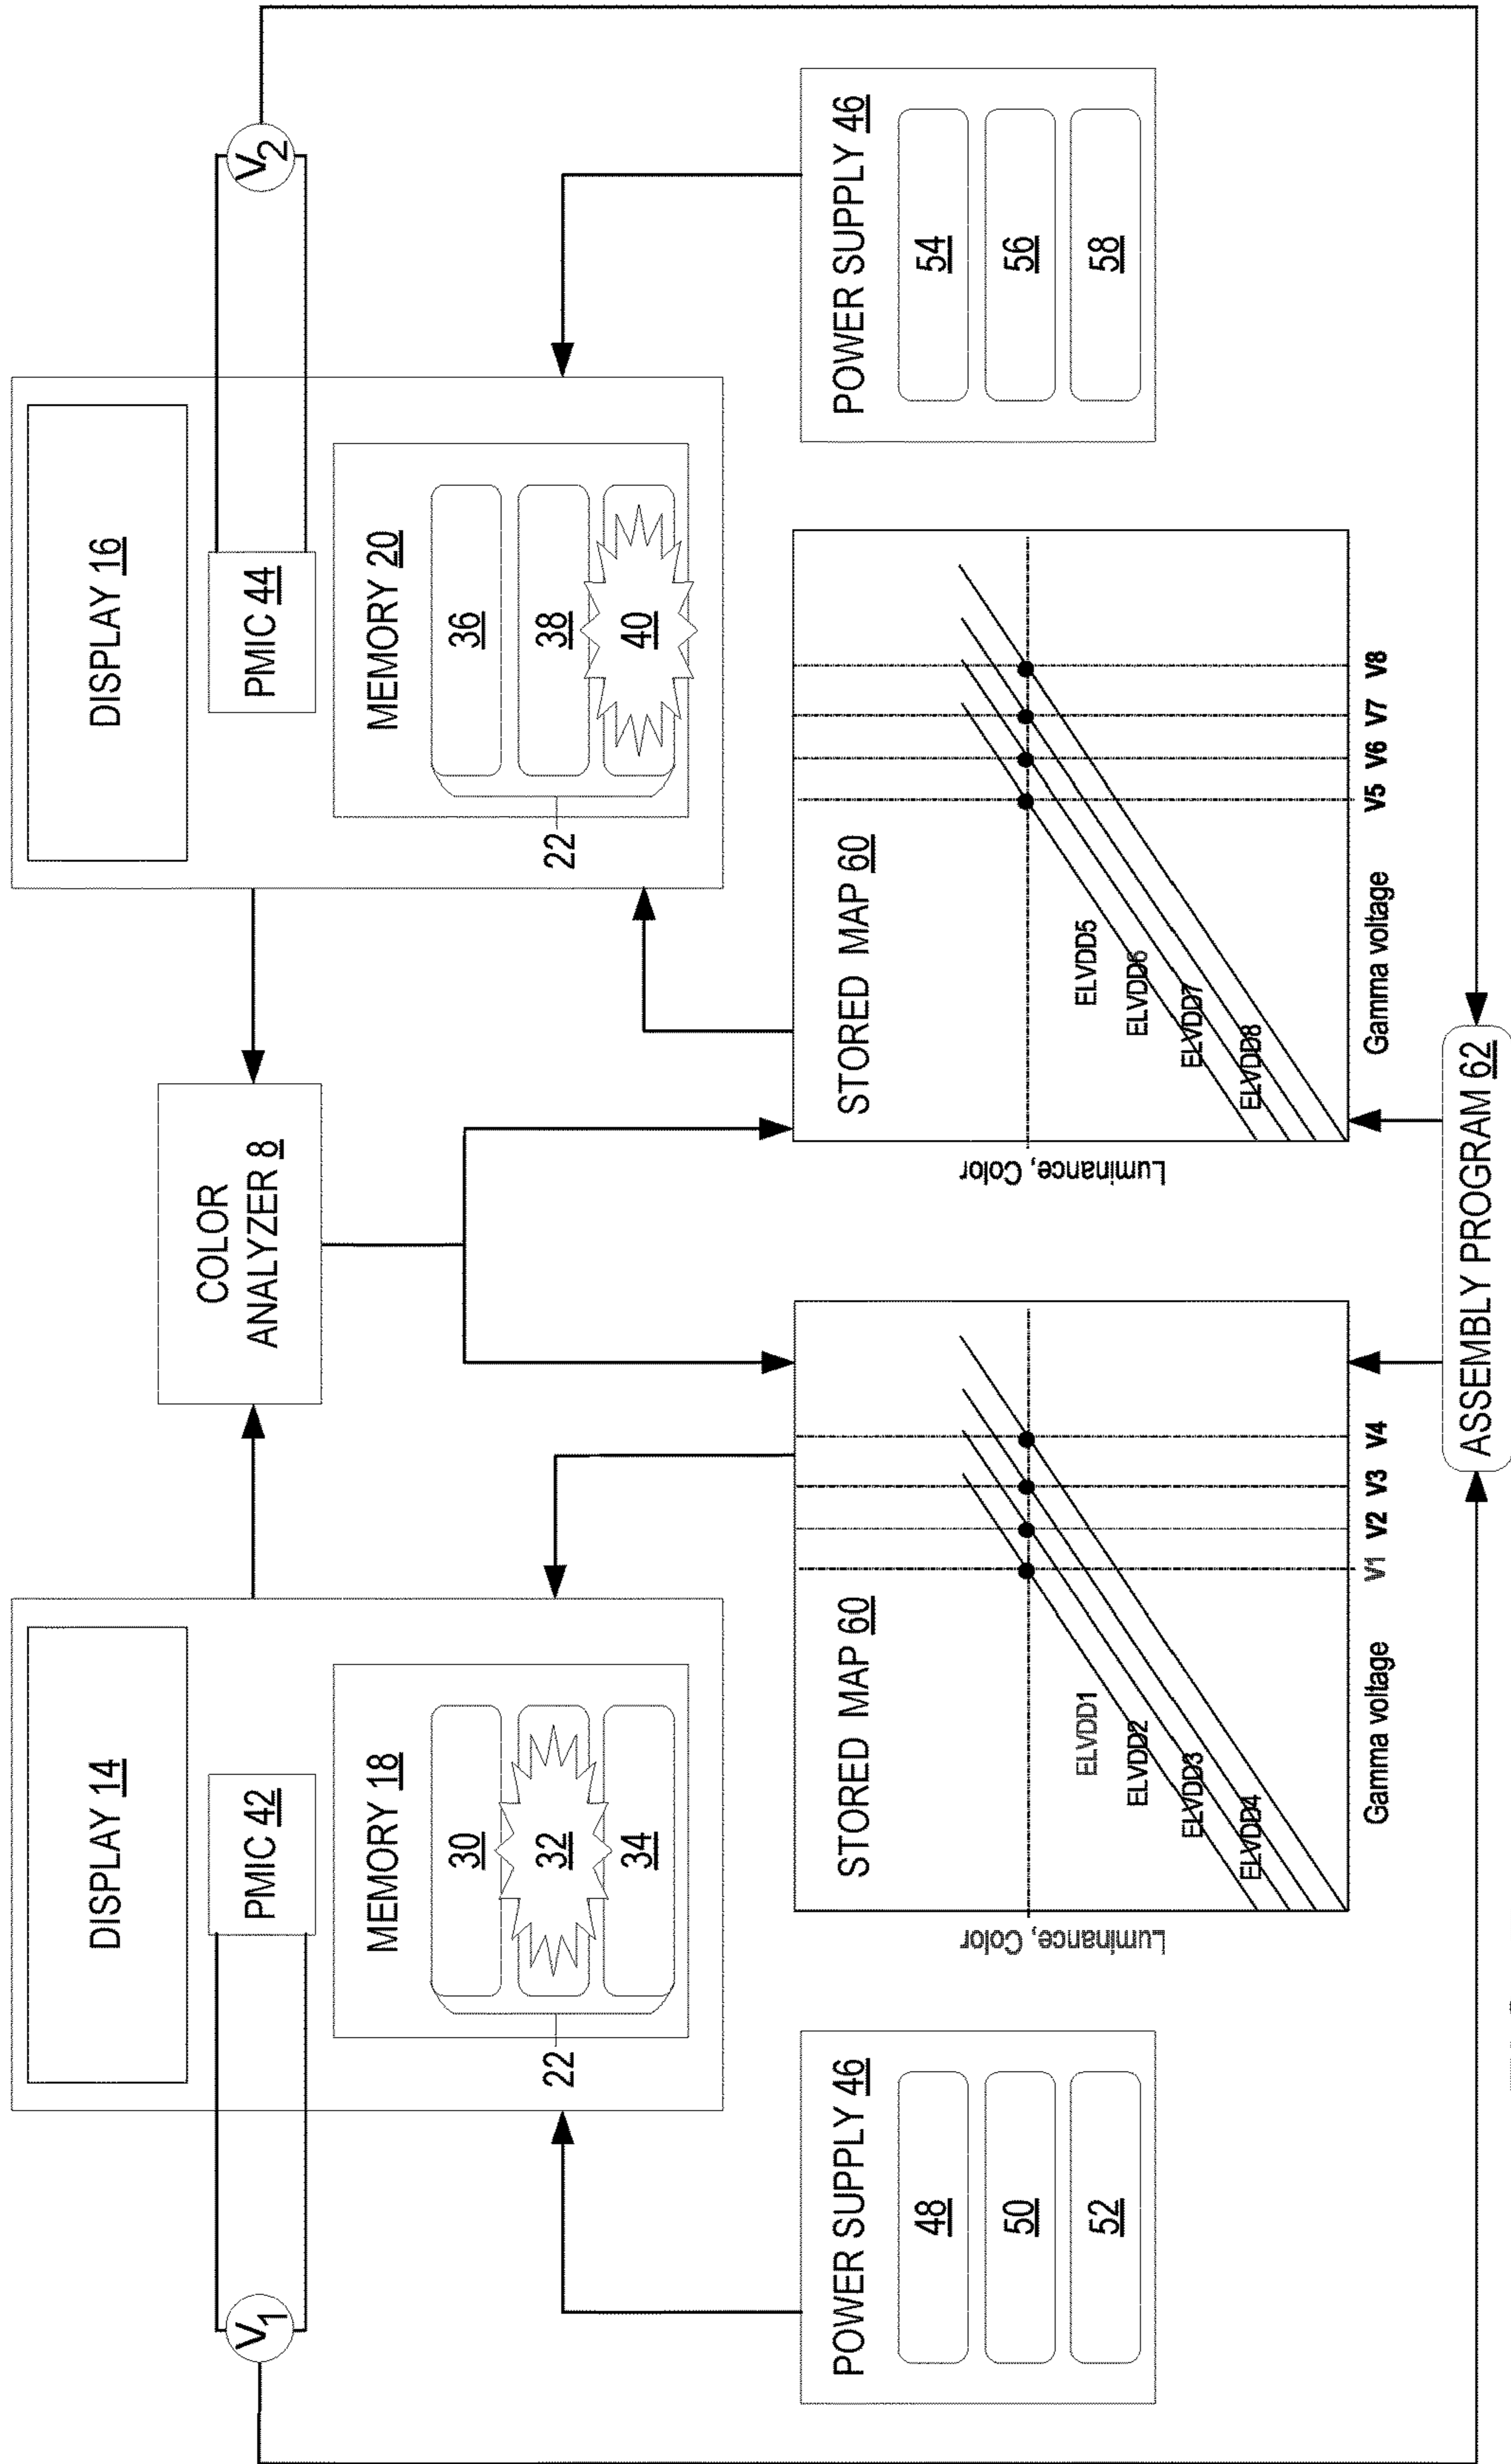 DISPLAY 14
PMIC 42
V1
MEMORY 18
30
32
34
22
POWER SUPPLY 46
48
50
52
COLOR
ANALYZER 8
DISPLAY 16
PMIC 44
V2
MEMORY 20
36
38
40
22
POWER SUPPLY 46
54
56
58
STORED MAP 60
Luminance, Color
ELVDD1
ELVDD2
ELVDD3
ELVDD4
Gamma voltage
V1 V2 V3 V4
STORED MAP 60
Luminance, Color
ELVDD5
ELVDD6
ELVDD7
ELVDD8
Gamma voltage
V5 V6 V7 V8
ASSEMBLY PROGRAM 62